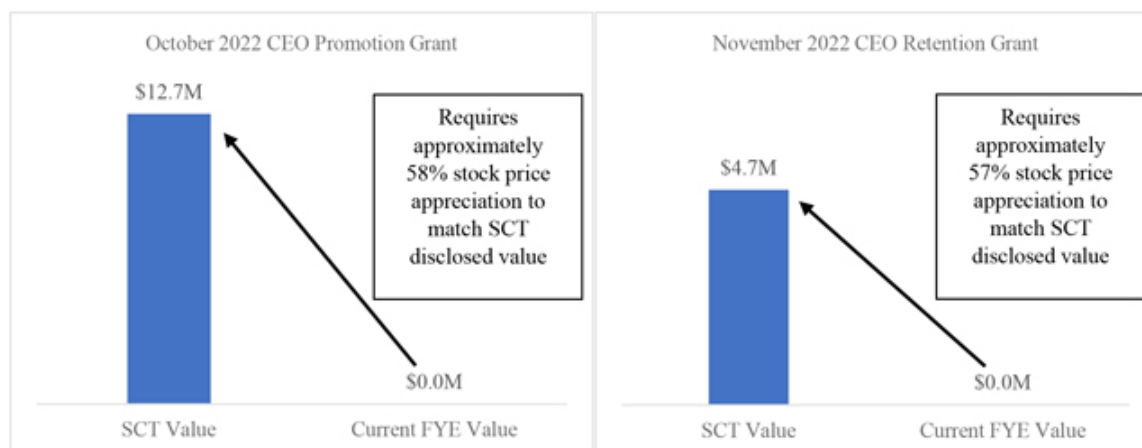 October 2022 CEO Promotion Grant
$12.7M
Requires
approximately
58% stock price
appreciation to
match SCT
disclosed value
$0.0M
SCT Value
Current FYE Value
November 2022 CEO Retention Grant
$4.7M
Requires
approximately
57% stock price
appreciation to
match SCT
disclosed value
$0.0M
SCT Value
Current FYE Value